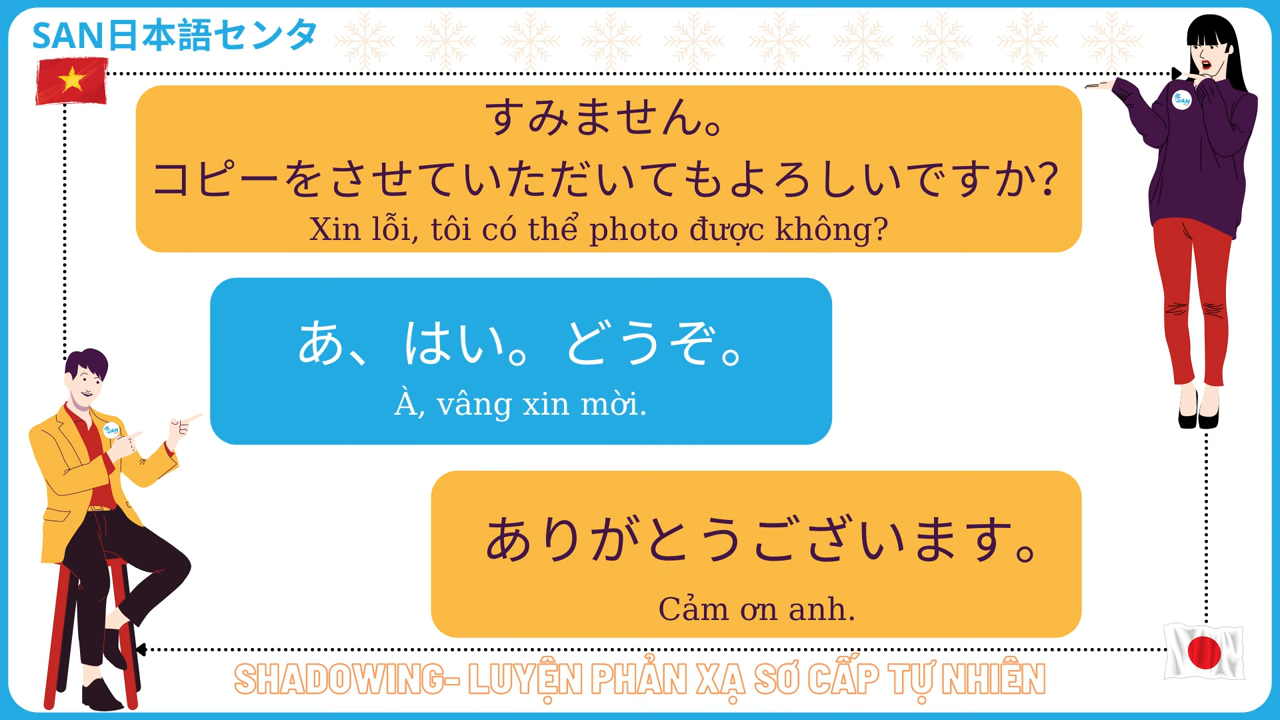 SAN日本語センタ
すみません。
コピーをさせていただいてもよろしいですか?
Xin lỗi, tôi có thể photo được không?
あ、はい。どうぞ。
À, vâng xin mời.
ありがとうございます。
Cảm ơn anh.
SHADOWING- LUYỆN PHẢN XẠ SƠ CẤP TỰ NHIÊN
SAN
SAN